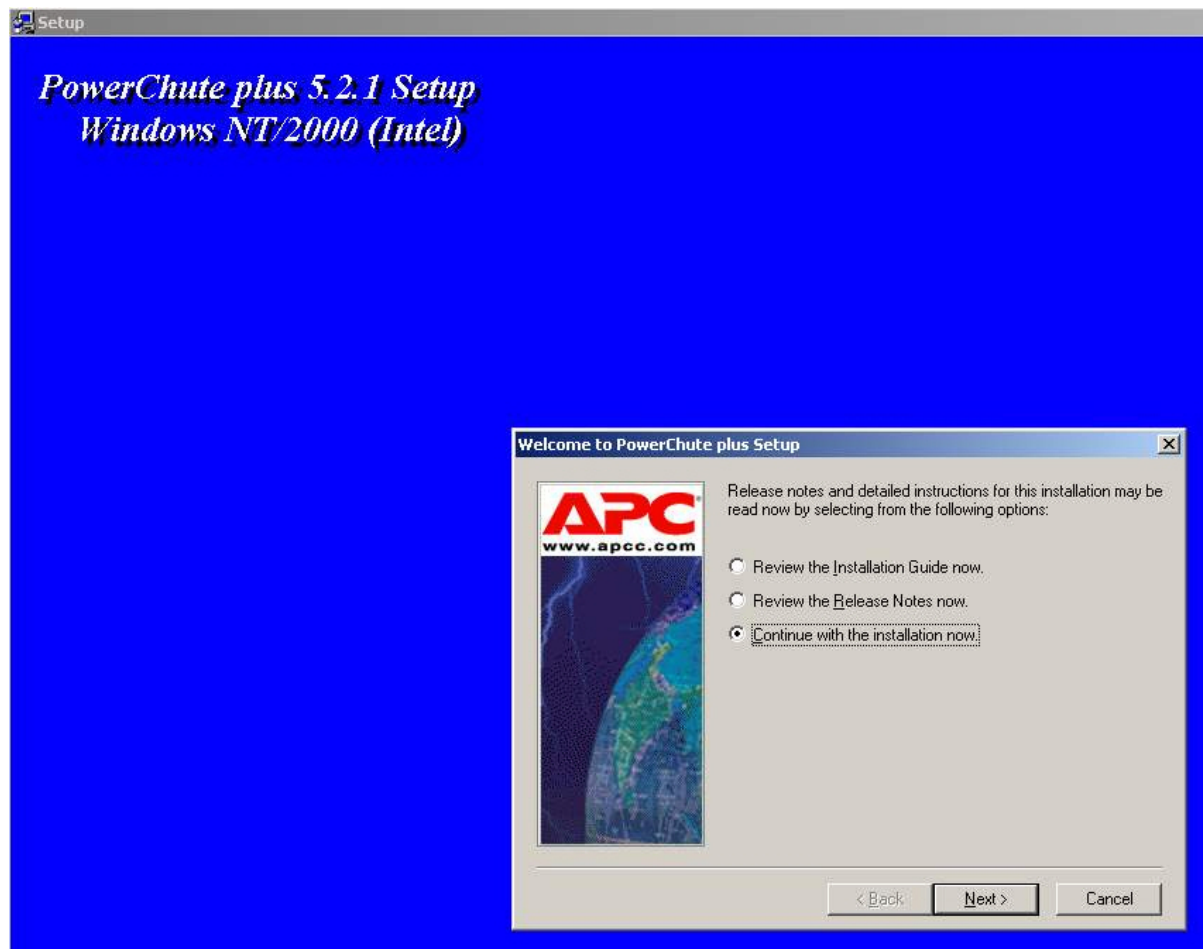 Setup
PowerChute plus 5.2.1 Setup
Windows NT/2000 (Intel)
Welcome to PowerChute plus Setup
APC
www.apcc.com
Release notes and detailed instructions for this installation may be
read now by selecting from the following options:
Review the Installation Guide now.
Review the Release Notes now.
Continue with the installation now.
< Back
Next >
Cancel